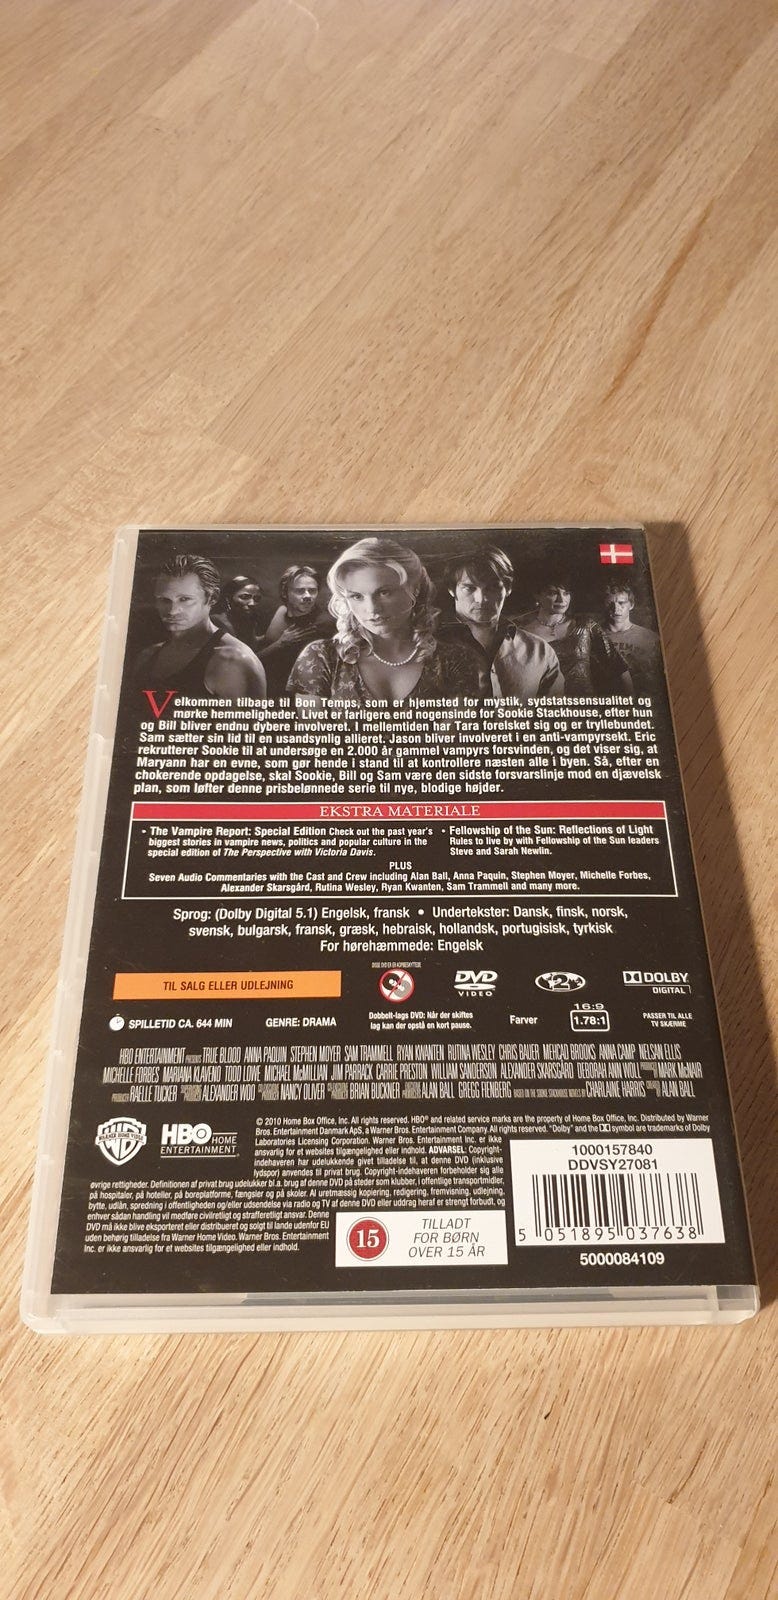 Velkommen tilbage til Bon Temps, som er hjemsted for mystik, sydstatssensualitet og
mørke hemmeligheder. Livet er farligere end nogensinde for Sookie Stackhouse, efter hun
og Bill bliver endnu dybere involveret. I mellemtiden har Tara forelsket sig og er tryllebundet.
Sam sætter sin lid til en usandsynlig allieret. Jason bliver involveret i en anti-vampyrsekt. Eric
rekrutterer Sookie til at undersøge en 2.000 år gammel vampyrs forsvinden, og det viser sig, at
Maryann har en evne, som gør hende i stand til at kontrollere næsten alle i byen. Så, efter en
chokerende opdagelse, skal Sookie, Bill og Sam være den sidste forsvarslinje mod en djævelsk
plan, som løfter denne prisbelønnede serie til nye, blodige højder.
EKSTRA MATERIALE
• The Vampire Report: Special Edition Check out the past year's
biggest stories in vampire news, politics and popular culture in the
special edition of The Perspective with Victoria Davis.
• Fellowship of the Sun: Reflections of Light
Rules to live by with Fellowship of the Sun leaders
Steve and Sarah Newlin.
PLUS
Seven Audio Commentaries with the Cast and Crew including Alan Ball, Anna Paquin, Stephen Moyer, Michelle Forbes,
Alexander Skarsgård, Rutina Wesley, Ryan Kwanten, Sam Trammell and many more.
Sprog: (Dolby Digital 5.1) Engelsk, fransk • Undertekster: Dansk, finsk, norsk,
svensk, bulgarsk, fransk, græsk, hebraisk, hollandsk, portugisisk, tyrkisk
For hørehæmmede: Engelsk
TIL SALG ELLER UDLEJNING
DISSE DVD ER KOPIBESKYTTEDE
DVD
VIDEO
2
DOLBY
DIGITAL
SPILLETID CA. 644 MIN
GENRE: DRAMA
Dobbelt-lags DVD: Når der skiftes
lag kan der opstå en kort pause.
Farver
16:9
1.78:1
PASSER TIL ALLE
TV SKÆRME
HBO ENTERTAINMENT PRESENTS TRUE BLOOD ANNA PAQUIN STEPHEN MOYER SAM TRAMMELL RYAN KWANTEN RUTINA WESLEY CHRIS BAUER MEHCAD BROOKS ANNA CAMP NELSAN ELLIS
MICHELLE FORBES MARIANA KLAVENO TODD LOWE MICHAEL McMILLIAN JIM PARRACK CARRIE PRESTON WILLIAM SANDERSON ALEXANDER SKARSGÅRD DEBORAH ANN WOLL MARK McNAIR
RAELLE TUCKER ALEXANDER WOO NANCY OLIVER BRIAN BUCKNER ALAN BALL GREGG FIENBERG BASED ON THE SOOKIE STACKHOUSE NOVELS BY CHARLAINE HARRIS ALAN BALL
WARNER HOME VIDEO
HBO HOME
ENTERTAINMENT
© 2010 Home Box Office, Inc. All rights reserved. HBO® and related service marks are the property of Home Box Office, Inc. Distributed by Warner
Bros. Entertainment Danmark ApS, a Warner Bros. Entertainment Company. All rights reserved. "Dolby" and the symbol are trademarks of Dolby
Laboratories Licensing Corporation. Warner Bros. Entertainment Inc. er ikke
ansvarlig for et websites tilgængelighed eller indhold. ADVARSEL: Copyright-
indehaveren har udelukkende givet tilladelse til, at denne DVD (inklusive
lydspor) anvendes til privat brug. Copyright-indehaveren forbeholder sig alle
øvrige rettigheder. Definitionen af privat brug udelukker bl.a. brug af denne DVD på steder som klubber, i offentlige transportmidler,
på hospitaler, på hoteller, på boreplatforme, fængsler og på skoler. Al uretmæssig kopiering, redigering, fremvisning, udlejning,
bytte, udlån, spredning i offentligheden og/eller udsendelse via radio og TV af denne DVD eller uddrag heraf er strengt forbudt, og
enhver sådan handling vil medføre civilretligt og strafferetligt ansvar. Denne
DVD må ikke blive eksporteret eller distribueret og solgt til lande udenfor EU
uden behørig tilladelse fra Warner Home Video. Warner Bros. Entertainment
Inc. er ikke ansvarlig for et websites tilgængelighed eller indhold.
15
TILLADT
FOR BØRN
OVER 15 ÅR
1000157840
DDVSY27081
5 051895 037638
5000084109